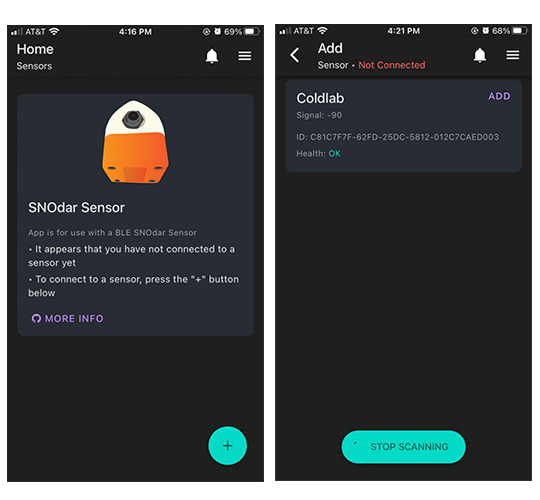 AT&T 4:16 PM 69%
Home
Sensors
SNOdar Sensor
App is for use with a BLE SNOdar Sensor
• It appears that you have not connected to a
sensor yet
• To connect to a sensor, press the "+" button
below
MORE INFO
+
AT&T 4:21 PM 68%
Add
Sensor • Not Connected
Coldlab ADD
Signal: -90
ID: C81C7F7F-62FD-25DC-5812-012C7CAED003
Health: OK
STOP SCANNING